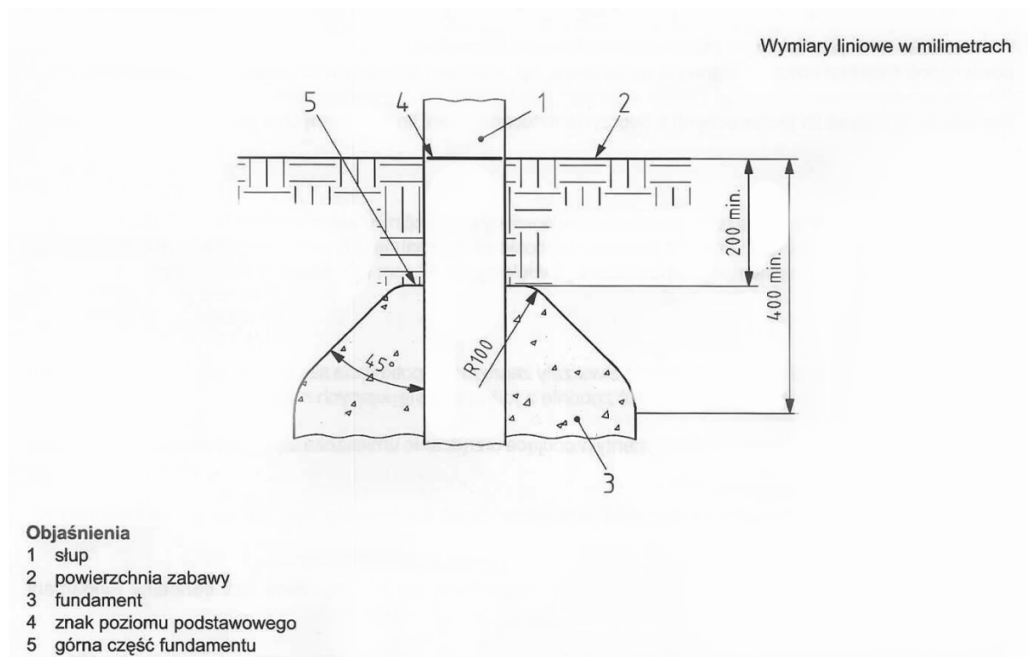 Wymiary liniowe w milimetrach
5
4
1
2
200 min.
400 min.
45°
R100
3
Objaśnienia
1 słup
2 powierzchnia zabawy
3 fundament
4 znak poziomu podstawowego
5 górna część fundamentu